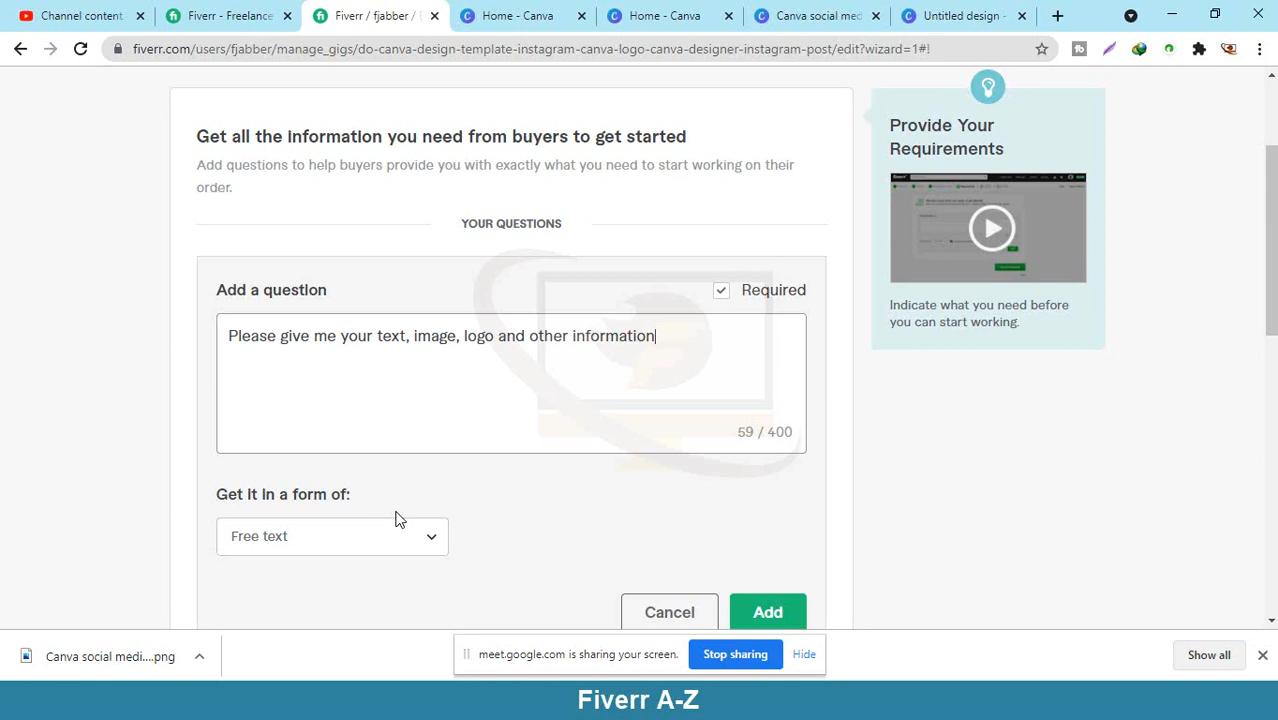 Channel content
Fiverr - Freelance
Fiverr / fjabber /
Home - Canva
Home - Canva
Canva social med
Untitled design -
fiverr.com/users/fjabber/manage_gigs/do-canva-design-template-instagram-canva-logo-canva-designer-instagram-post/edit?wizard=1#!
Get all the information you need from buyers to get started
Add questions to help buyers provide you with exactly what you need to start working on their
order.
YOUR QUESTIONS
Add a question
Required
Please give me your text, image, logo and other information
59 / 400
Get it in a form of:
Free text
Cancel
Add
Provide Your
Requirements
Indicate what you need before
you can start working.
Canva social medi....png
meet.google.com is sharing your screen.
Stop sharing
Hide
Show all
Fiverr A-Z